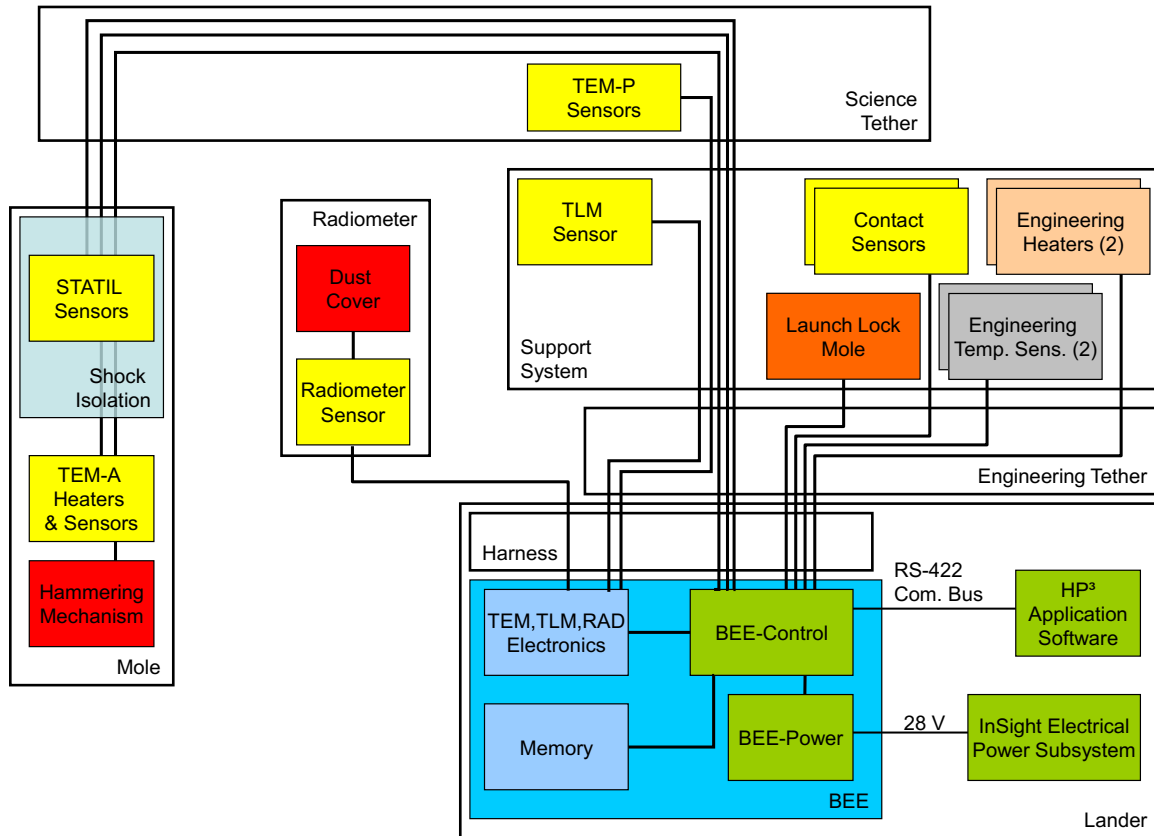 TEM-P
Sensors
Science
Tether
TLM
Sensor
Contact
Sensors
Engineering
Heaters (2)
Launch Lock
Mole
Engineering
Temp. Sens. (2)
Support
System
Radiometer
Dust
Cover
Radiometer
Sensor
STATIL
Sensors
Shock
Isolation
TEM-A
Heaters
& Sensors
Hammering
Mechanism
Mole
Engineering Tether
Harness
TEM,TLM,RAD
Electronics
BEE-Control
RS-422
Com. Bus
HP³
Application
Software
Memory
BEE-Power
28 V
InSight Electrical
Power Subsystem
BEE
Lander